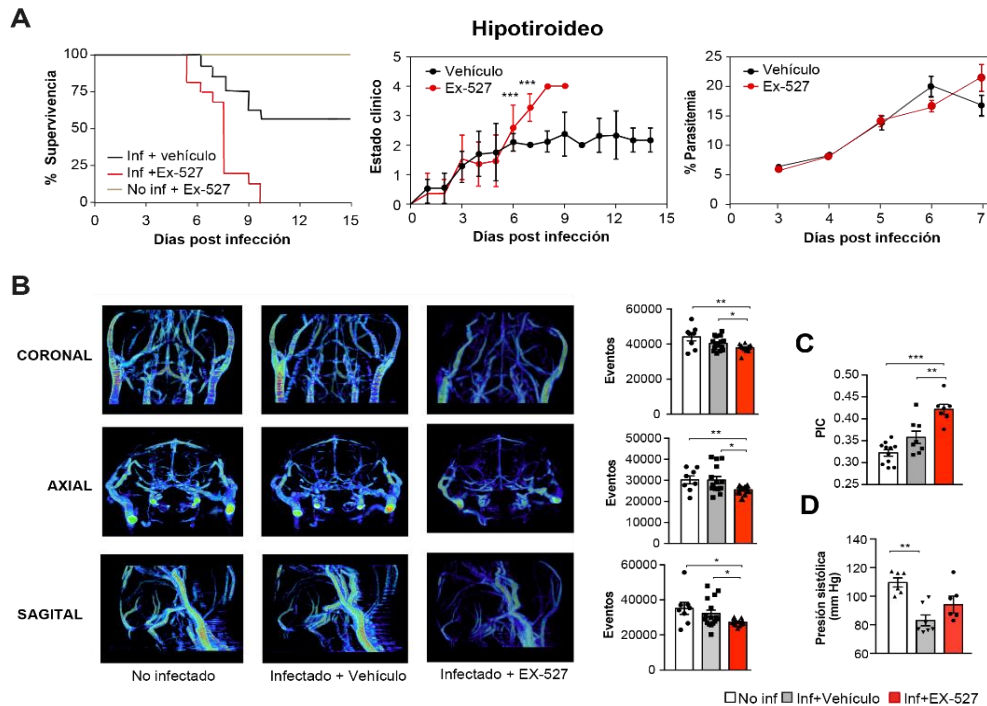 A
Hipotiroideo
% Supervivencia
100
75
50
25
0
Inf + vehículo
Inf +Ex-527
No inf + Ex-527
0 3 6 9 12 15
Días post infección
Estado clínico
5
4
3
2
1
0
Vehículo
Ex-527
*** ***
3 6 9 12 15
Días post infección
% Parasitemia
25
20
15
10
5
0
Vehículo
Ex-527
0 3 4 5 6 7
Días post infección
B
CORONAL
AXIAL
SAGITAL
No infectado
Infectado + Vehículo
Infectado + EX-527
Eventos
60000
40000
20000
0
**
*
Eventos
50000
40000
30000
20000
10000
0
**
*
Eventos
60000
40000
20000
0
*
*
C
PIC
0.50
0.45
0.40
0.35
0.30
0.25
***
**
D
Presión sistólica
(mm Hg)
120
100
80
60
**
No inf Inf+Vehículo Inf+EX-527